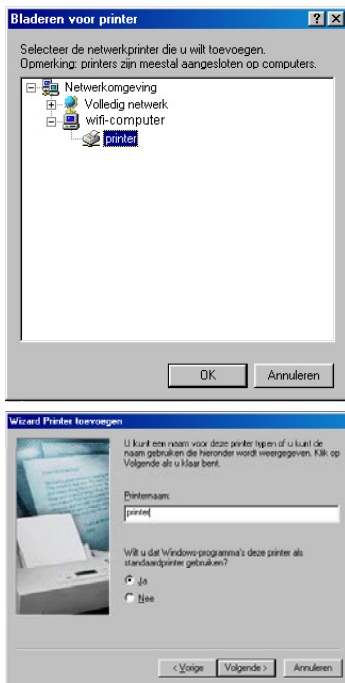 Bladeren voor printer
Selecteer de netwerkprinter die u wilt toevoegen.
Opmerking: printers zijn meestal aangesloten op computers.
Netwerkomgeving
Volledig netwerk
wifi-computer
printer
OK
Annuleren
Wizard Printer toevoegen
U kunt een naam voor deze printer typen of u kunt de
naam gebruiken die hieronder wordt weergegeven. Klik op
Volgende als u klaar bent.
Printernaam:
printer
Wilt u dat Windows-programma's deze printer als
standaardprinter gebruiken?
Ja
Nee
< Vorige
Volgende >
Annuleren